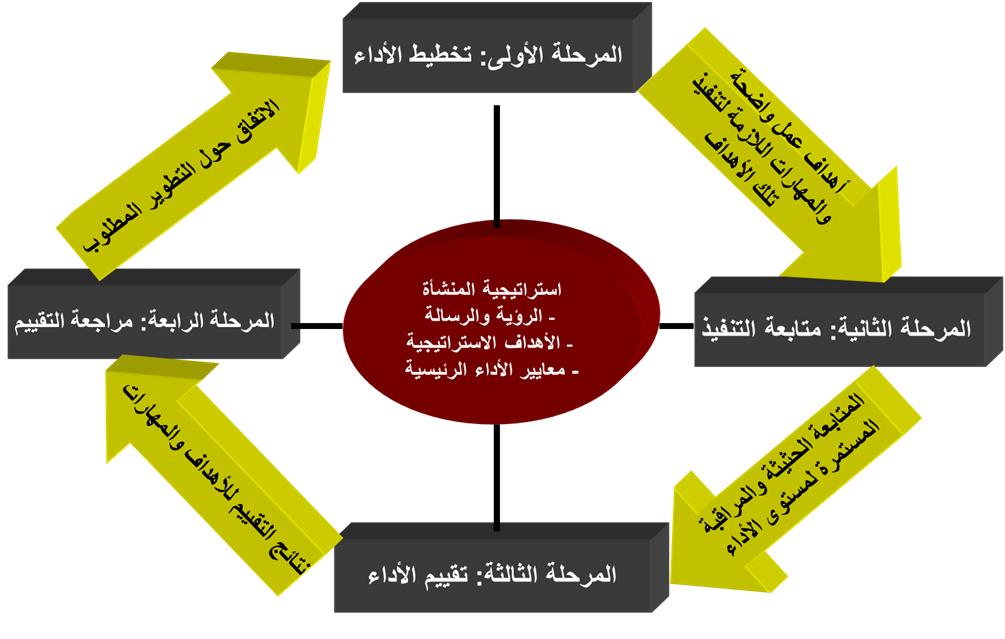 المرحلة الأولى: تخطيط الأداء
أهداف عمل واضحة
والمهارات اللازمة لتنفيذ
تلك الأهداف
المرحلة الثانية: متابعة التنفيذ
المتابعة الحثيثة والمراقبة
المستمرة لمستوى الأداء
المرحلة الثالثة: تقييم الأداء
نتائج التقييم للأهداف والمهارات
المرحلة الرابعة: مراجعة التقييم
الاتفاق حول التطوير المطلوب
استراتيجية المنشأة
- الرؤية والرسالة
- الأهداف الاستراتيجية
- معايير الأداء الرئيسية